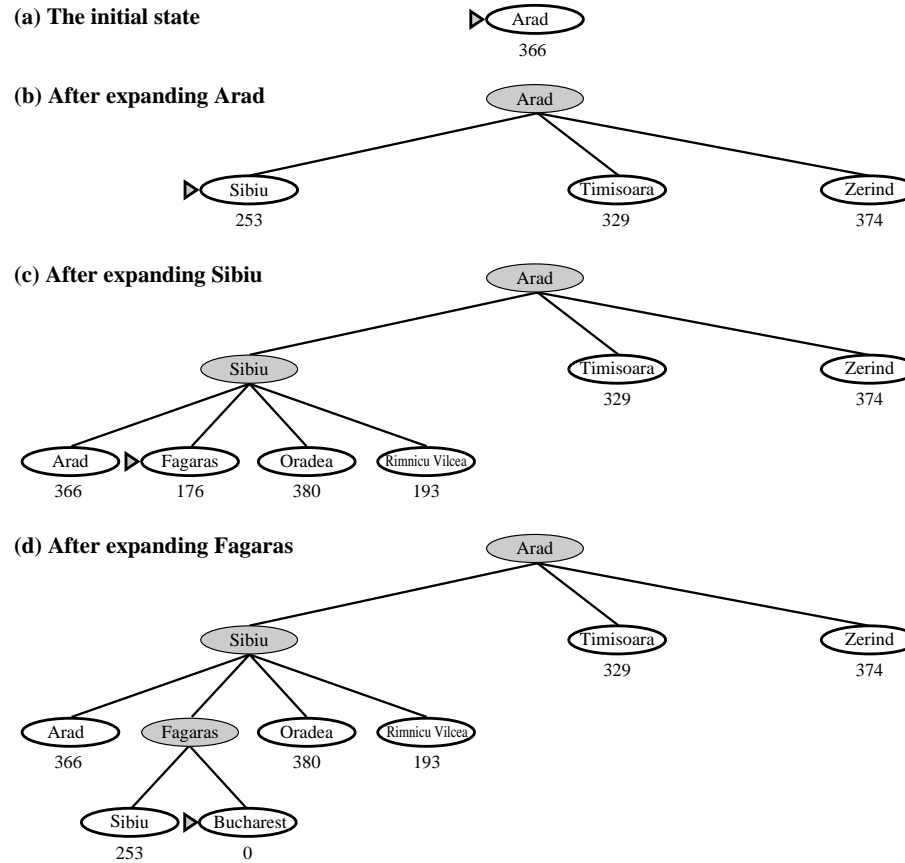 (a) The initial state
Arad
366
(b) After expanding Arad
Arad
Sibiu Timisoara Zerind
253 329 374
(c) After expanding Sibiu
Arad
Sibiu Timisoara Zerind
329 374
Arad Fagaras Oradea Rimnicu Vilcea
366 176 380 193
(d) After expanding Fagaras
Arad
Sibiu Timisoara Zerind
329 374
Arad Fagaras Oradea Rimnicu Vilcea
366 380 193
Sibiu Bucharest
253 0